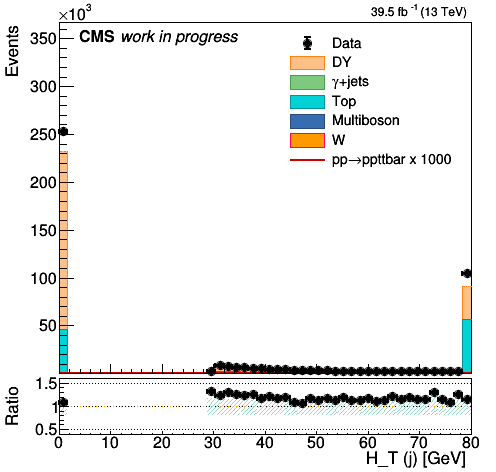 ×10³
39.5 fb⁻¹ (13 TeV)
CMS work in progress
Events
350
300
250
200
150
100
50
Data
DY
γ+jets
Top
Multiboson
W
pp→ppttbar x 1000
Ratio
1.5
1
0.5
0 10 20 30 40 50 60 70 80
H_T (j) [GeV]